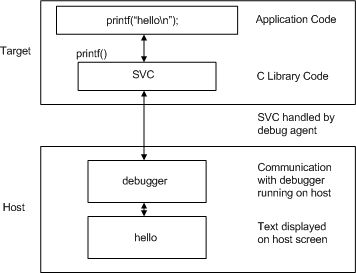 printf(“hello\n”);
Application Code
Target
printf()
SVC
C Library Code
SVC handled by
debug agent
debugger
Communication
with debugger
running on host
Host
hello
Text displayed
on host screen